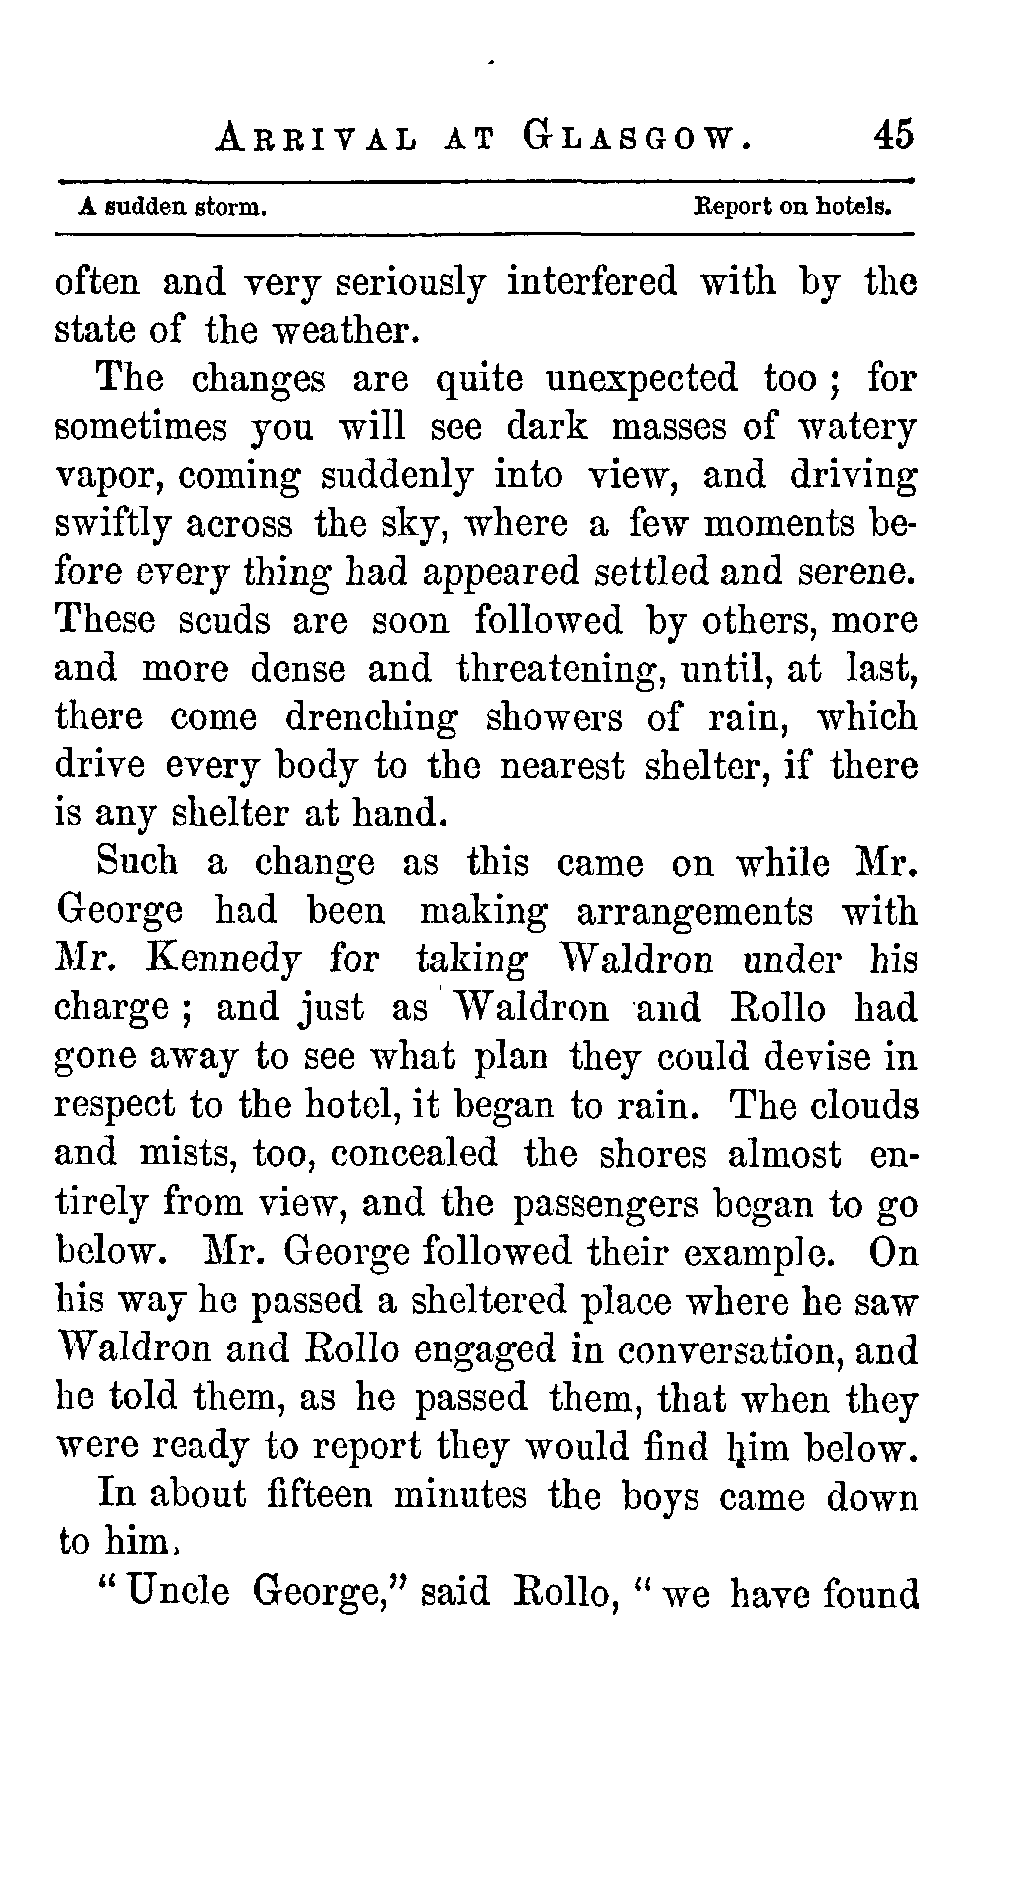 ARRIVAL AT GLASGOW. 45
A sudden storm. Report on hotels.
often and very seriously interfered with by the
state of the weather.
The changes are quite unexpected too ; for
sometimes you will see dark masses of watery
vapor, coming suddenly into view, and driving
swiftly across the sky, where a few moments be-
fore every thing had appeared settled and serene.
These scuds are soon followed by others, more
and more dense and threatening, until, at last,
there come drenching showers of rain, which
drive every body to the nearest shelter, if there
is any shelter at hand.
Such a change as this came on while Mr.
George had been making arrangements with
Mr. Kennedy for taking Waldron under his
charge ; and just as Waldron and Rollo had
gone away to see what plan they could devise in
respect to the hotel, it began to rain. The clouds
and mists, too, concealed the shores almost en-
tirely from view, and the passengers began to go
below. Mr. George followed their example. On
his way he passed a sheltered place where he saw
Waldron and Rollo engaged in conversation, and
he told them, as he passed them, that when they
were ready to report they would find him below.
In about fifteen minutes the boys came down
to him.
“ Uncle George,” said Rollo, “ we have found